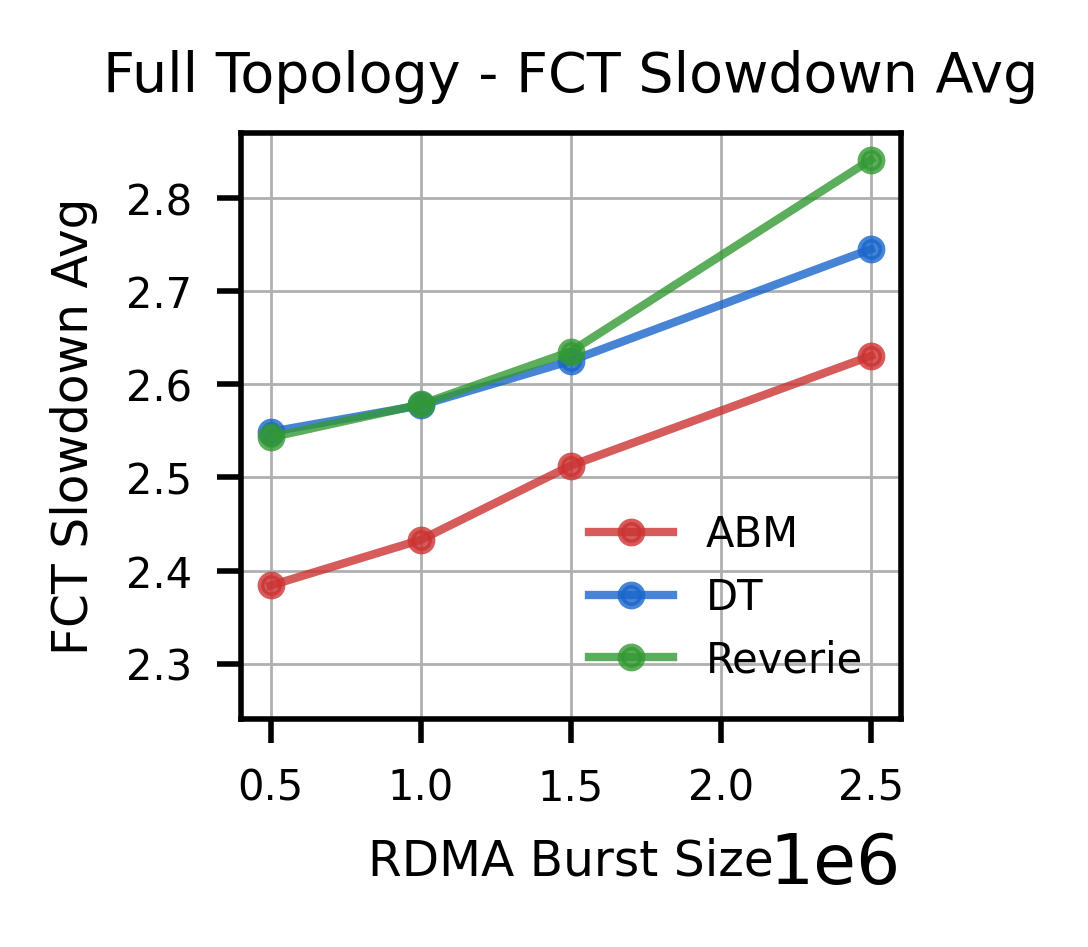 Full Topology - FCT Slowdown Avg
FCT Slowdown Avg
2.8
2.7
2.6
2.5
2.4
2.3
ABM
DT
Reverie
0.5 1.0 1.5 2.0 2.5
RDMA Burst Size
1e6